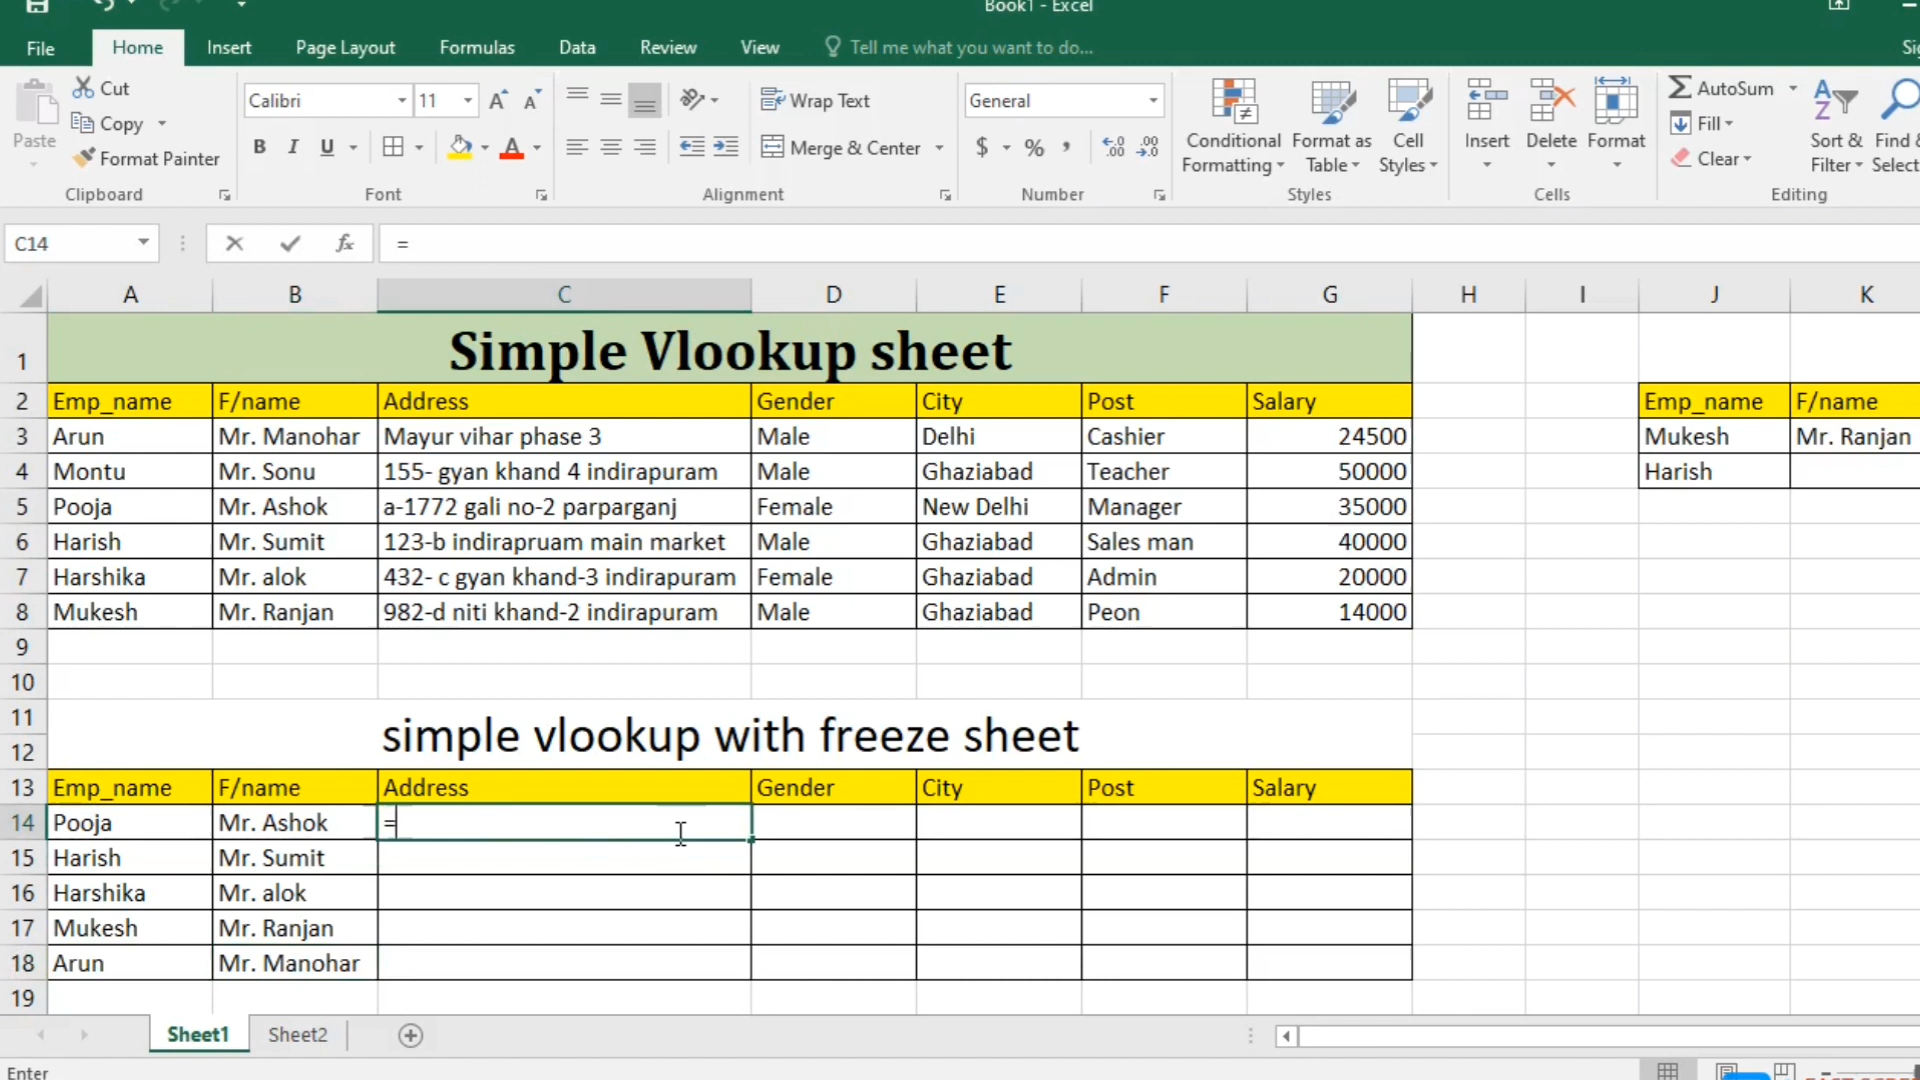 Book1 - Excel
File Home Insert Page Layout Formulas Data Review View Tell me what you want to do...
Cut
Copy
Format Painter
Paste
Clipboard
Calibri 11
B I U
Font
Wrap Text
Merge & Center
Alignment
General
$ % ,
Number
Conditional Formatting
Format as Table
Cell Styles
Styles
Insert Delete Format
Cells
AutoSum
Fill
Clear
Sort & Filter
Find &
Select
Editing
C14 fx =
A B C D E F G H I J K
1 Simple Vlookup sheet
2 Emp_name F/name Address Gender City Post Salary Emp_name F/name
3 Arun Mr. Manohar Mayur vihar phase 3 Male Delhi Cashier 24500 Mukesh Mr. Ranjan
4 Montu Mr. Sonu 155- gyan khand 4 indirapuram Male Ghaziabad Teacher 50000 Harish
5 Pooja Mr. Ashok a-1772 gali no-2 parparganj Female New Delhi Manager 35000
6 Harish Mr. Sumit 123-b indirapruam main market Male Ghaziabad Sales man 40000
7 Harshika Mr. alok 432- c gyan khand-3 indirapuram Female Ghaziabad Admin 20000
8 Mukesh Mr. Ranjan 982-d niti khand-2 indirapuram Male Ghaziabad Peon 14000
9
10
11
simple vlookup with freeze sheet
12
13 Emp_name F/name Address Gender City Post Salary
14 Pooja Mr. Ashok =
15 Harish Mr. Sumit
16 Harshika Mr. alok
17 Mukesh Mr. Ranjan
18 Arun Mr. Manohar
19
Sheet1 Sheet2
Enter